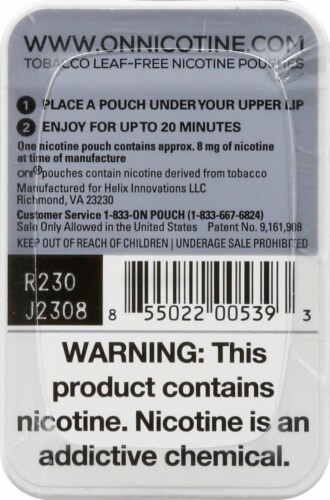 WWW.ONNICOTINE.COM
TOBACCO LEAF-FREE NICOTINE POUCHES
1 PLACE A POUCH UNDER YOUR UPPER LIP
2 ENJOY FOR UP TO 20 MINUTES
One nicotine pouch contains approx. 8 mg of nicotine
at time of manufacture
on!® pouches contain nicotine derived from tobacco
Manufactured for Helix Innovations LLC
Richmond, VA 23230
Customer Service 1-833-ON POUCH (1-833-667-6824)
Sale Only Allowed in the United States Patent No. 9,161,908
KEEP OUT OF REACH OF CHILDREN | UNDERAGE SALE PROHIBITED
R230
J2308
8 55022 00539 3
WARNING: This
product contains
nicotine. Nicotine is an
addictive chemical.